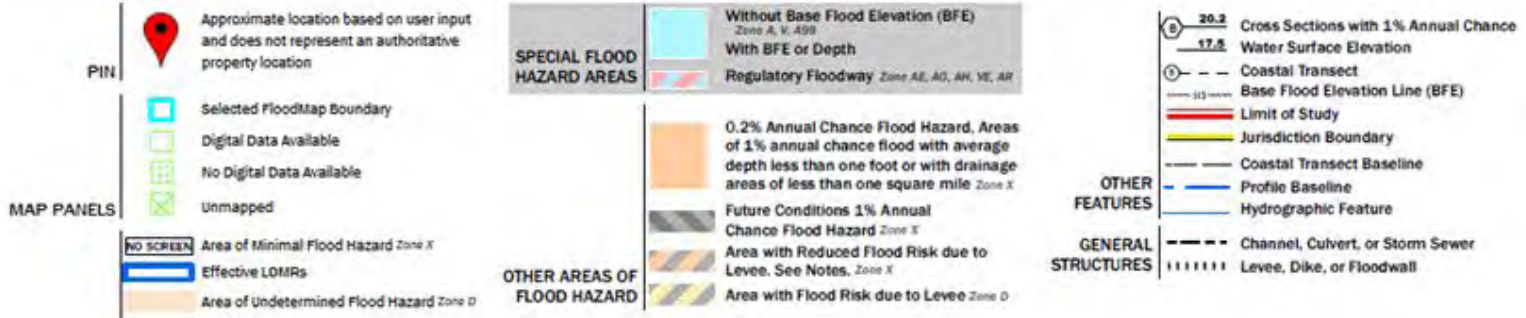 PIN
Approximate location based on user input
and does not represent an authoritative
property location
MAP PANELS
Selected FloodMap Boundary
Digital Data Available
No Digital Data Available
Unmapped
NO SCREEN Area of Minimal Flood Hazard Zone X
Effective LOMRs
Area of Undetermined Flood Hazard Zone D
SPECIAL FLOOD
HAZARD AREAS
Without Base Flood Elevation (BFE)
Zone A, V, A99
With BFE or Depth
Regulatory Floodway Zone AE, AO, AH, VE, AR
OTHER AREAS OF
FLOOD HAZARD
0.2% Annual Chance Flood Hazard, Areas
of 1% annual chance flood with average
depth less than one foot or with drainage
areas of less than one square mile Zone X
Future Conditions 1% Annual
Chance Flood Hazard Zone X
Area with Reduced Flood Risk due to
Levee. See Notes. Zone X
Area with Flood Risk due to Levee Zone D
OTHER
FEATURES
B 20.2 Cross Sections with 1% Annual Chance
17.5 Water Surface Elevation
Coastal Transect
Base Flood Elevation Line (BFE)
Limit of Study
Jurisdiction Boundary
Coastal Transect Baseline
Profile Baseline
Hydrographic Feature
GENERAL
STRUCTURES
Channel, Culvert, or Storm Sewer
Levee, Dike, or Floodwall